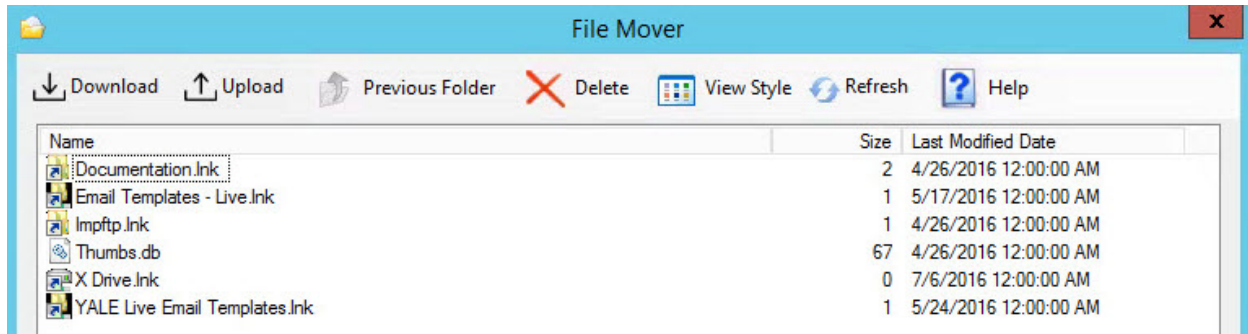 File Mover
x
Download Upload Previous Folder Delete View Style Refresh ? Help
Name Size Last Modified Date
Documentation.lnk 2 4/26/2016 12:00:00 AM
Email Templates - Live.lnk 1 5/17/2016 12:00:00 AM
Impftp.lnk 1 4/26/2016 12:00:00 AM
Thumbs.db 67 4/26/2016 12:00:00 AM
X Drive.lnk 0 7/6/2016 12:00:00 AM
YALE Live Email Templates.lnk 1 5/24/2016 12:00:00 AM